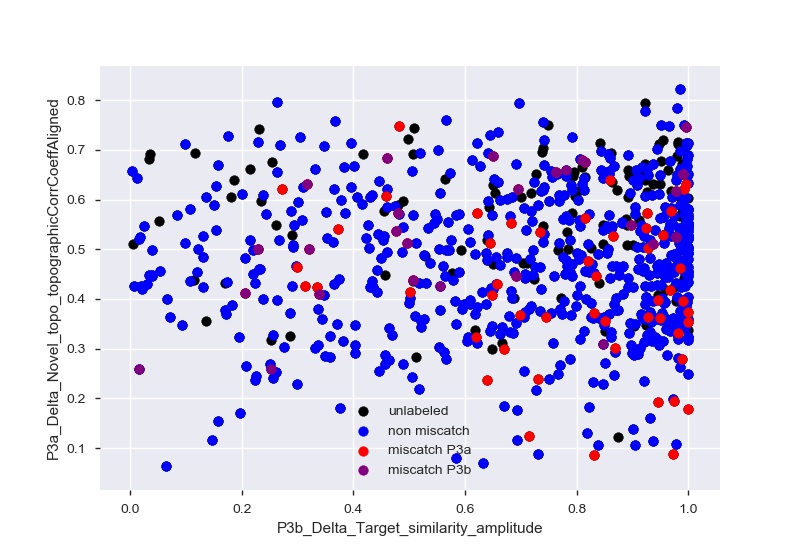 P3a_Delta_Novel_topo_topographicCorrCoeffAligned
0.8
0.7
0.6
0.5
0.4
0.3
0.2
0.1
unlabeled
non miscatch
miscatch P3a
miscatch P3b
0.0 0.2 0.4 0.6 0.8 1.0
P3b_Delta_Target_similarity_amplitude